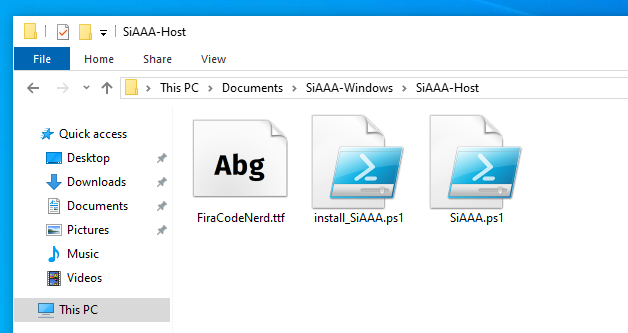 SiAAA-Host
File Home Share View
This PC Documents SiAAA-Windows SiAAA-Host
Quick access
Desktop
Downloads
Documents
Pictures
Music
Videos
This PC
Abg
FiraCodeNerd.ttf install_SiAAA.ps1 SiAAA.ps1